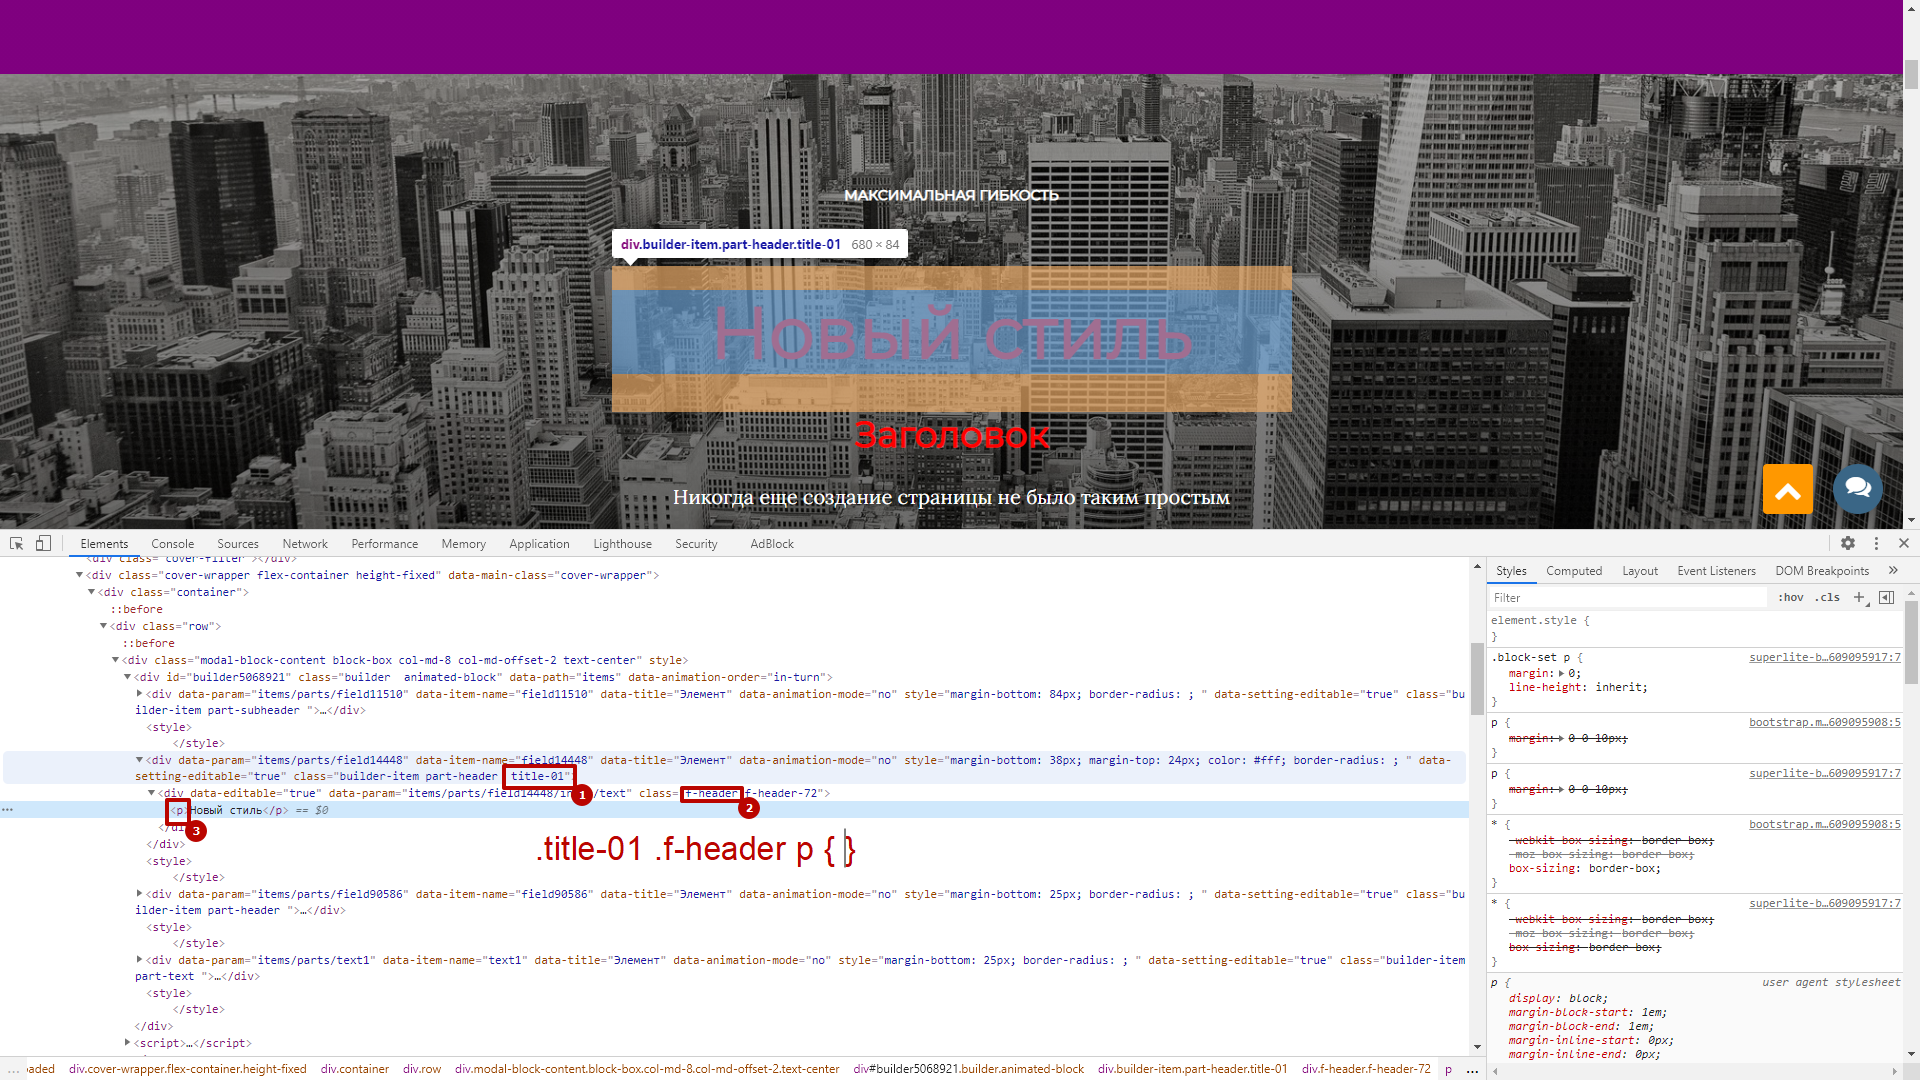 МАКСИМАЛЬНАЯ ГИБКОСТЬ
div.builder-item.part-header.title-01 680 × 84
Новый стиль
Заголовок
Никогда еще создание страницы не было таким простым
Elements Console Sources Network Performance Memory Application Lighthouse Security AdBlock
<div class="cover-filter"></div>
<div class="cover-wrapper flex-container height-fixed" data-main-class="cover-wrapper">
<div class="container">
::before
<div class="row">
::before
<div class="modal-block-content block-box col-md-8 col-md-offset-2 text-center" style>
<div id="builder5068921" class="builder  animated-block" data-path="items" data-animation-order="in-turn">
<div data-param="items/parts/field11510" data-item-name="field11510" data-title="Элемент" data-animation-mode="no" style="margin-bottom: 84px; border-radius: ; " data-setting-editable="true" class="bu
ilder-item part-subheader ">…</div>
<style>
</style>
<div data-param="items/parts/field14448" data-item-name="field14448" data-title="Элемент" data-animation-mode="no" style="margin-bottom: 38px; margin-top: 24px; color: #fff; border-radius: ; " data-
setting-editable="true" class="builder-item part-header title-01"
1
<div data-editable="true" data-param="items/parts/field14448/in /text" class= f-header f-header-72">
2
… <p>Новый стиль</p> == $0
3
</di
</div>
.title-01 .f-header p { }
<style>
</style>
<div data-param="items/parts/field90586" data-item-name="field90586" data-title="Элемент" data-animation-mode="no" style="margin-bottom: 25px; border-radius: ; " data-setting-editable="true" class="bu
ilder-item part-header ">…</div>
<style>
</style>
<div data-param="items/parts/text1" data-item-name="text1" data-title="Элемент" data-animation-mode="no" style="margin-bottom: 25px; border-radius: ; " data-setting-editable="true" class="builder-item
part-text ">…</div>
<style>
</style>
</div>
<script>…</script>
… aded div.cover-wrapper.flex-container.height-fixed div.container div.row div.modal-block-content.block-box.col-md-8.col-md-offset-2.text-center div#builder5068921.builder.animated-block div.builder-item.part-header.title-01 div.f-header.f-header-72 p …
Styles Computed Layout Event Listeners DOM Breakpoints »
Filter :hov .cls +
element.style {
}
.block-set p { superlite-b…609095917:7
margin: 0;
line-height: inherit;
}
p { bootstrap.m…609095908:5
margin: 0 0 10px;
}
p { superlite-b…609095917:7
margin: 0 0 10px;
}
* { bootstrap.m…609095908:5
-webkit-box-sizing: border-box;
-moz-box-sizing: border-box;
box-sizing: border-box;
}
* { superlite-b…609095917:7
-webkit-box-sizing: border-box;
-moz-box-sizing: border-box;
box-sizing: border-box;
}
p { user agent stylesheet
display: block;
margin-block-start: 1em;
margin-block-end: 1em;
margin-inline-start: 0px;
margin-inline-end: 0px;